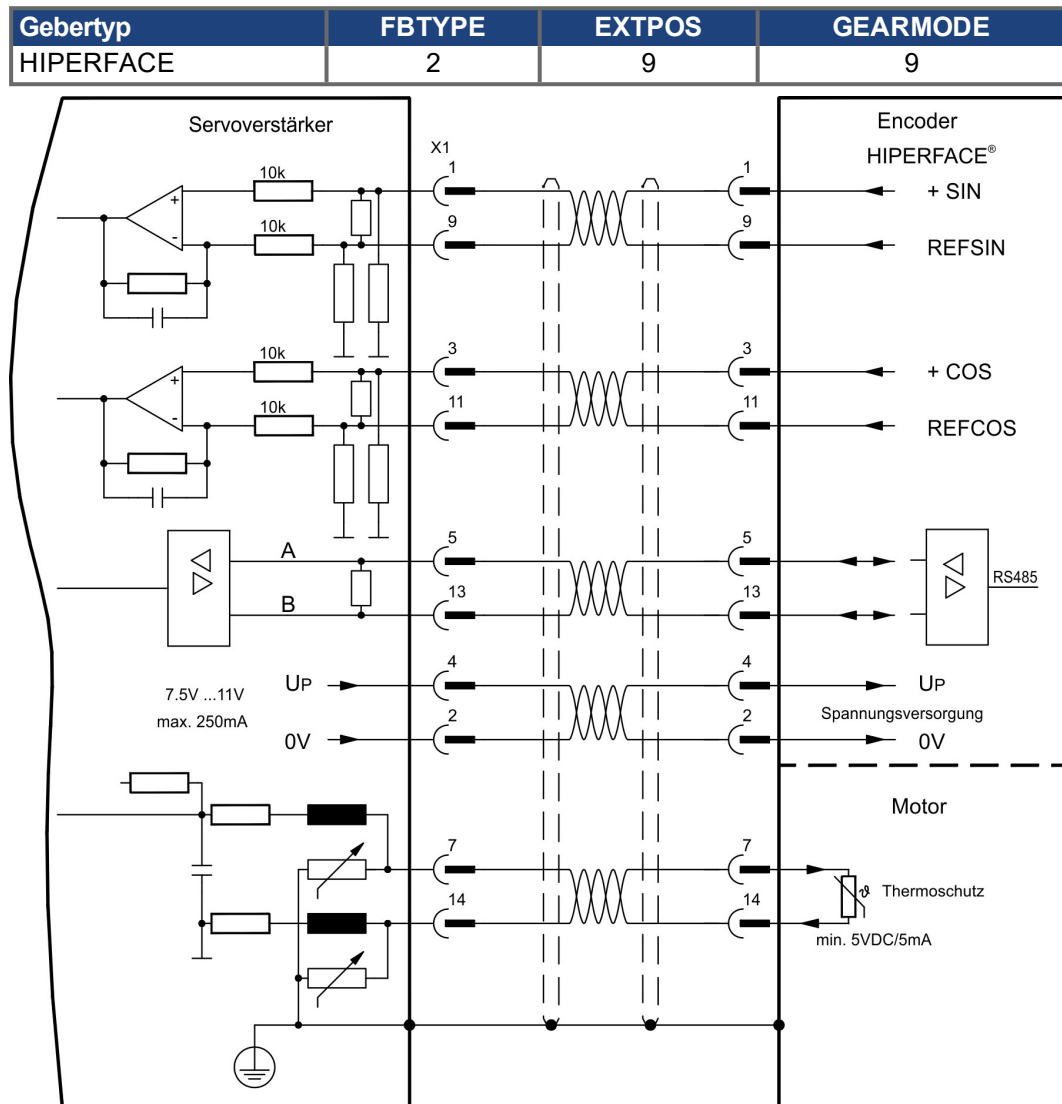 Gebertyp FBTYPE EXTPOS GEARMODE
HIPERFACE 2 9 9
Servoverstärker
Encoder
HIPERFACE®
X1
10k
1
1
+ SIN
+
10k
9
9
REFSIN
-
10k
3
3
+ COS
+
10k
11
11
REFCOS
-
A
5
5
RS485
B
13
13
7.5V ...11V
max. 250mA
UP
4
4
UP
Spannungsversorgung
0V
2
2
0V
Motor
7
7
ϑ Thermoschutz
14
14
min. 5VDC/5mA